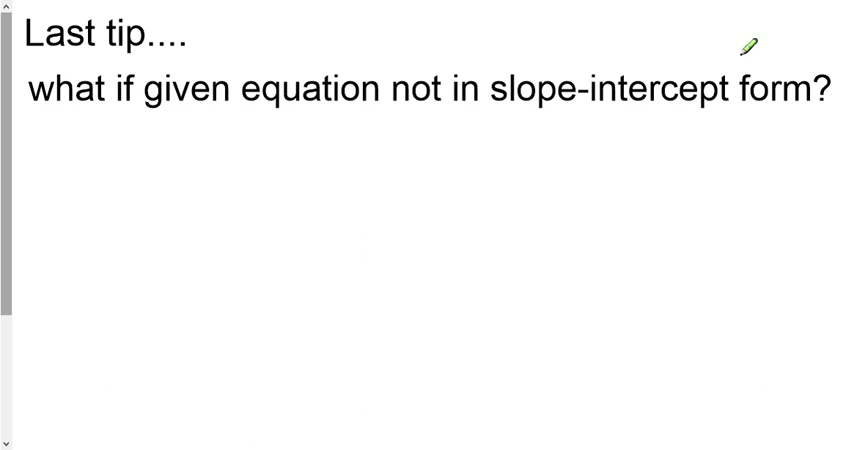 Last tip....
what if given equation not in slope-intercept form?